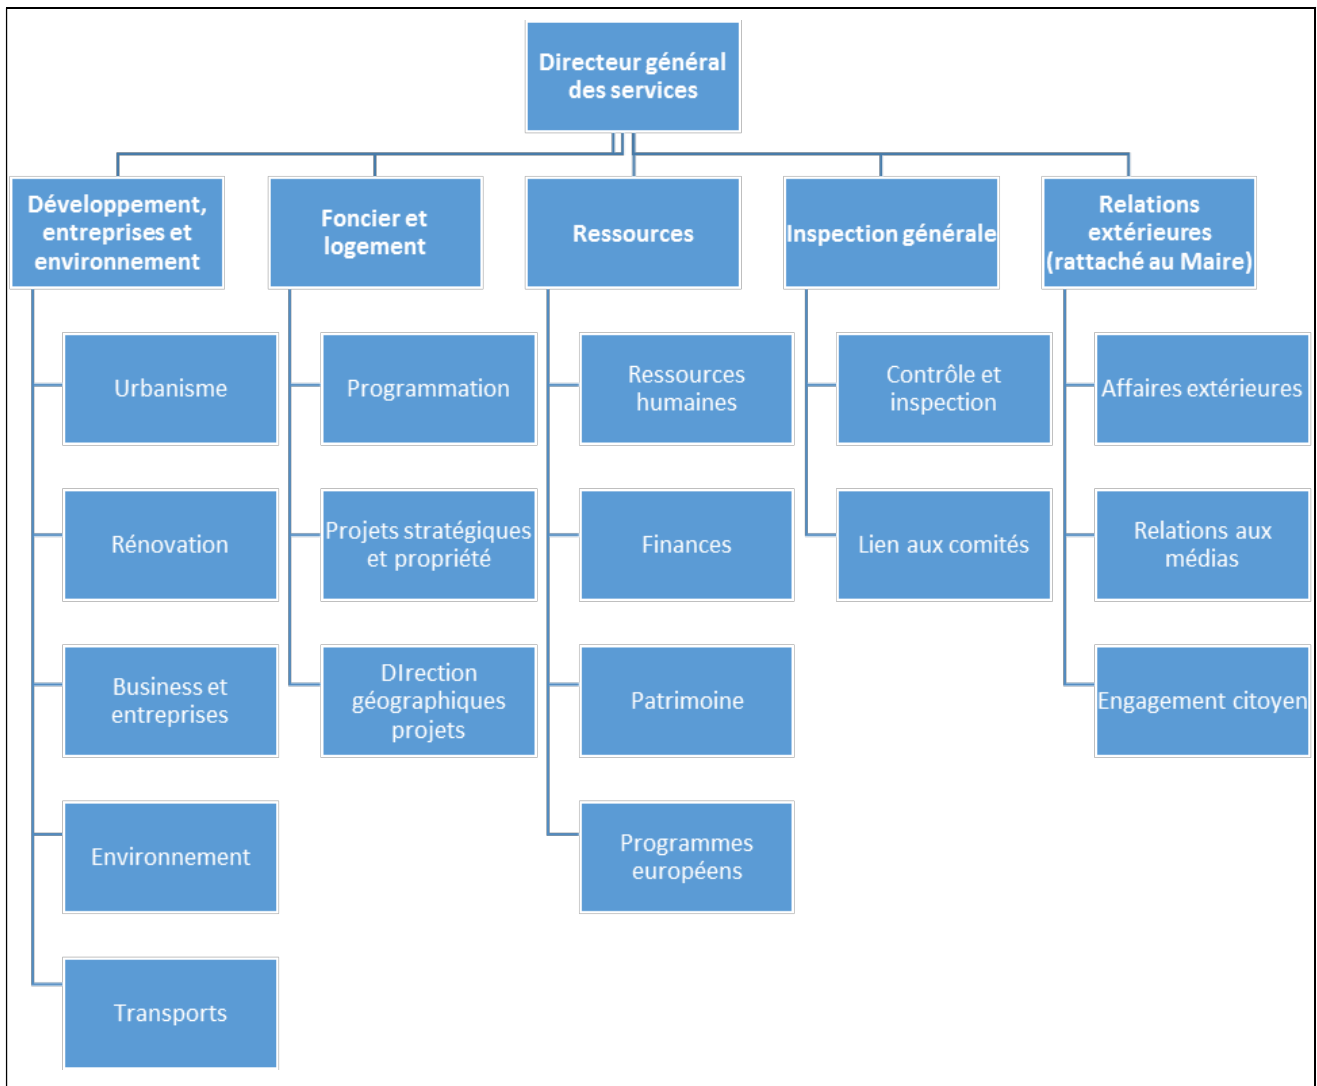 Directeur général
des services
Développement,
entreprises et
environnement
Foncier et
logement
Ressources
Inspection générale
Relations
extérieures
(rattaché au Maire)
Urbanisme
Programmation
Ressources
humaines
Contrôle et
inspection
Affaires extérieures
Rénovation
Projets stratégiques
et propriété
Finances
Lien aux comités
Relations aux
médias
Business et
entreprises
DIrection
géographiques
projets
Patrimoine
Engagement citoyen
Environnement
Programmes
européens
Transports